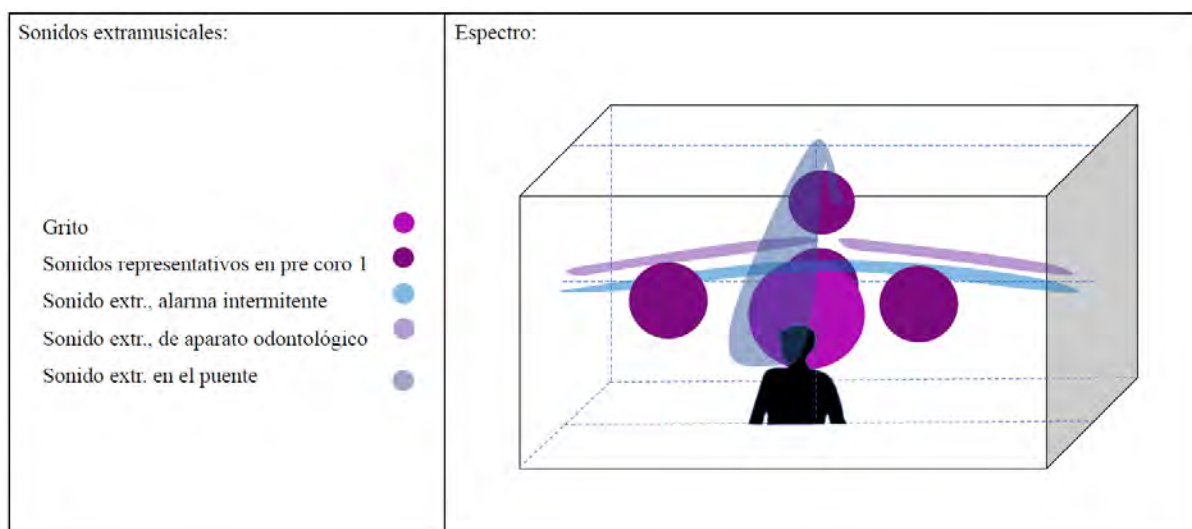 Sonidos extramusicales:
Espectro:
Grito
Sonidos representativos en pre coro 1
Sonido extr., alarma intermitente
Sonido extr., de aparato odontológico
Sonido extr. en el puente